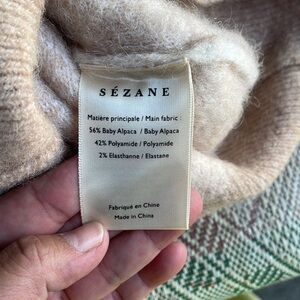 SÉZANE
Matière principale / Main fabric :
56% Baby Alpaca / Baby Alpaca
42% Polyamide / Polyamide
2% Elasthanne / Elastane
Fabriqué en Chine
Made in China